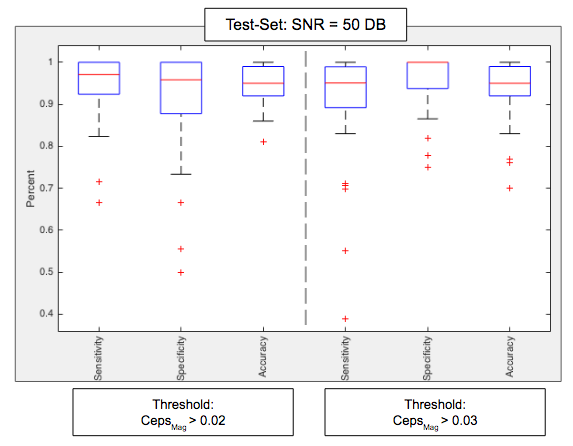 Test-Set: SNR = 50 DB
Percent
1
0.9
0.8
0.7
0.6
0.5
0.4
Sensitivity
Specificity
Accuracy
Sensitivity
Specificity
Accuracy
Threshold:
CepsMag > 0.02
Threshold:
CepsMag > 0.03